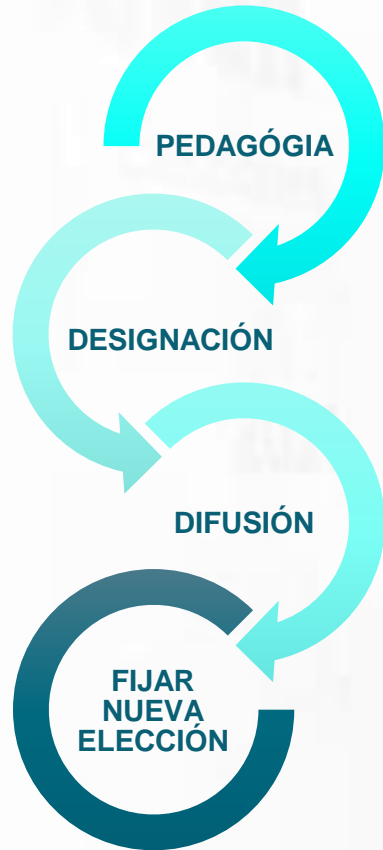 PEDAGÓGIA
DESIGNACIÓN
DIFUSIÓN
FIJAR
NUEVA
ELECCIÓN